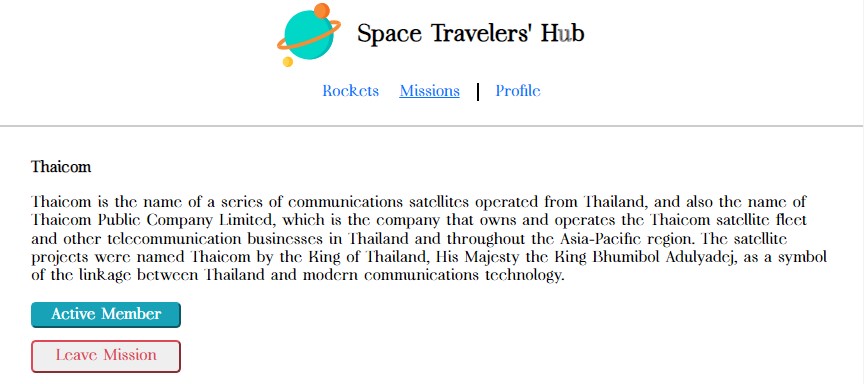 Space Travelers' Hub
Rockets Missions | Profile
Thaicom
Thaicom is the name of a series of communications satellites operated from Thailand, and also the name of
Thaicom Public Company Limited, which is the company that owns and operates the Thaicom satellite fleet
and other telecommunication businesses in Thailand and throughout the Asia-Pacific region. The satellite
projects were named Thaicom by the King of Thailand, His Majesty the King Bhumibol Adulyadej, as a symbol
of the linkage between Thailand and modern communications technology.
Active Member
Leave Mission